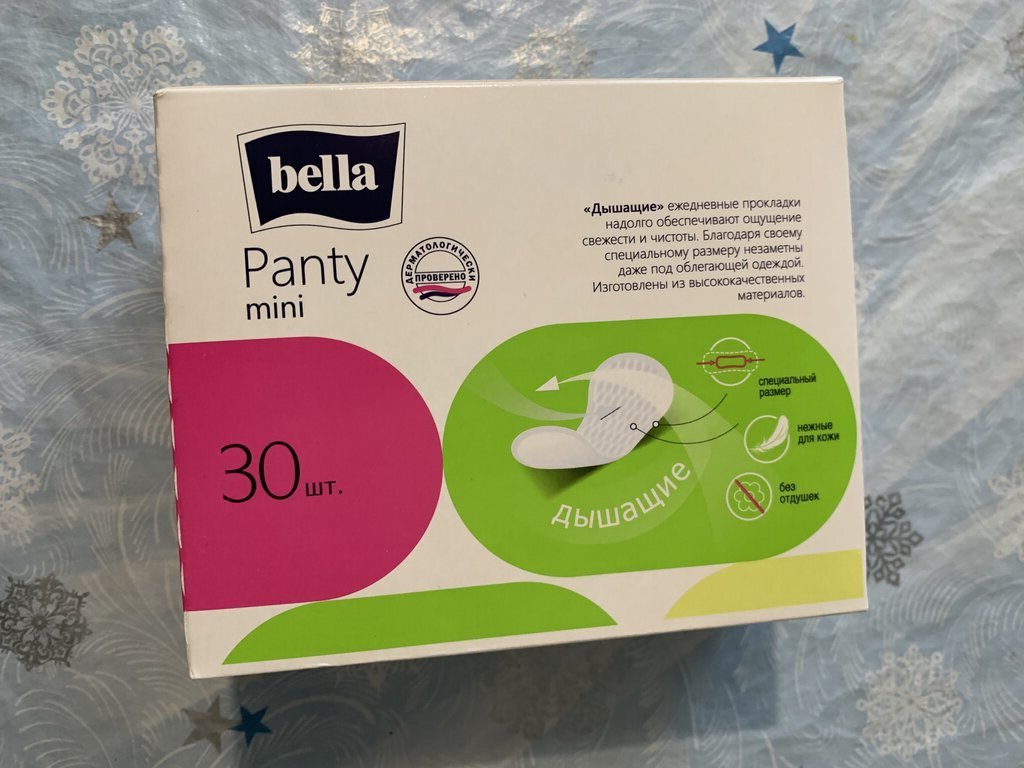 bella
Panty
mini
ДЕРМАТОЛОГИЧЕСКИ
ПРОВЕРЕНО
«Дышащие» ежедневные прокладки
надолго обеспечивают ощущение
свежести и чистоты. Благодаря своему
специальному размеру незаметны
даже под облегающей одеждой.
Изготовлены из высококачественных
материалов.
30 шт.
специальный
размер
нежные
для кожи
без
отдушек
дышащие